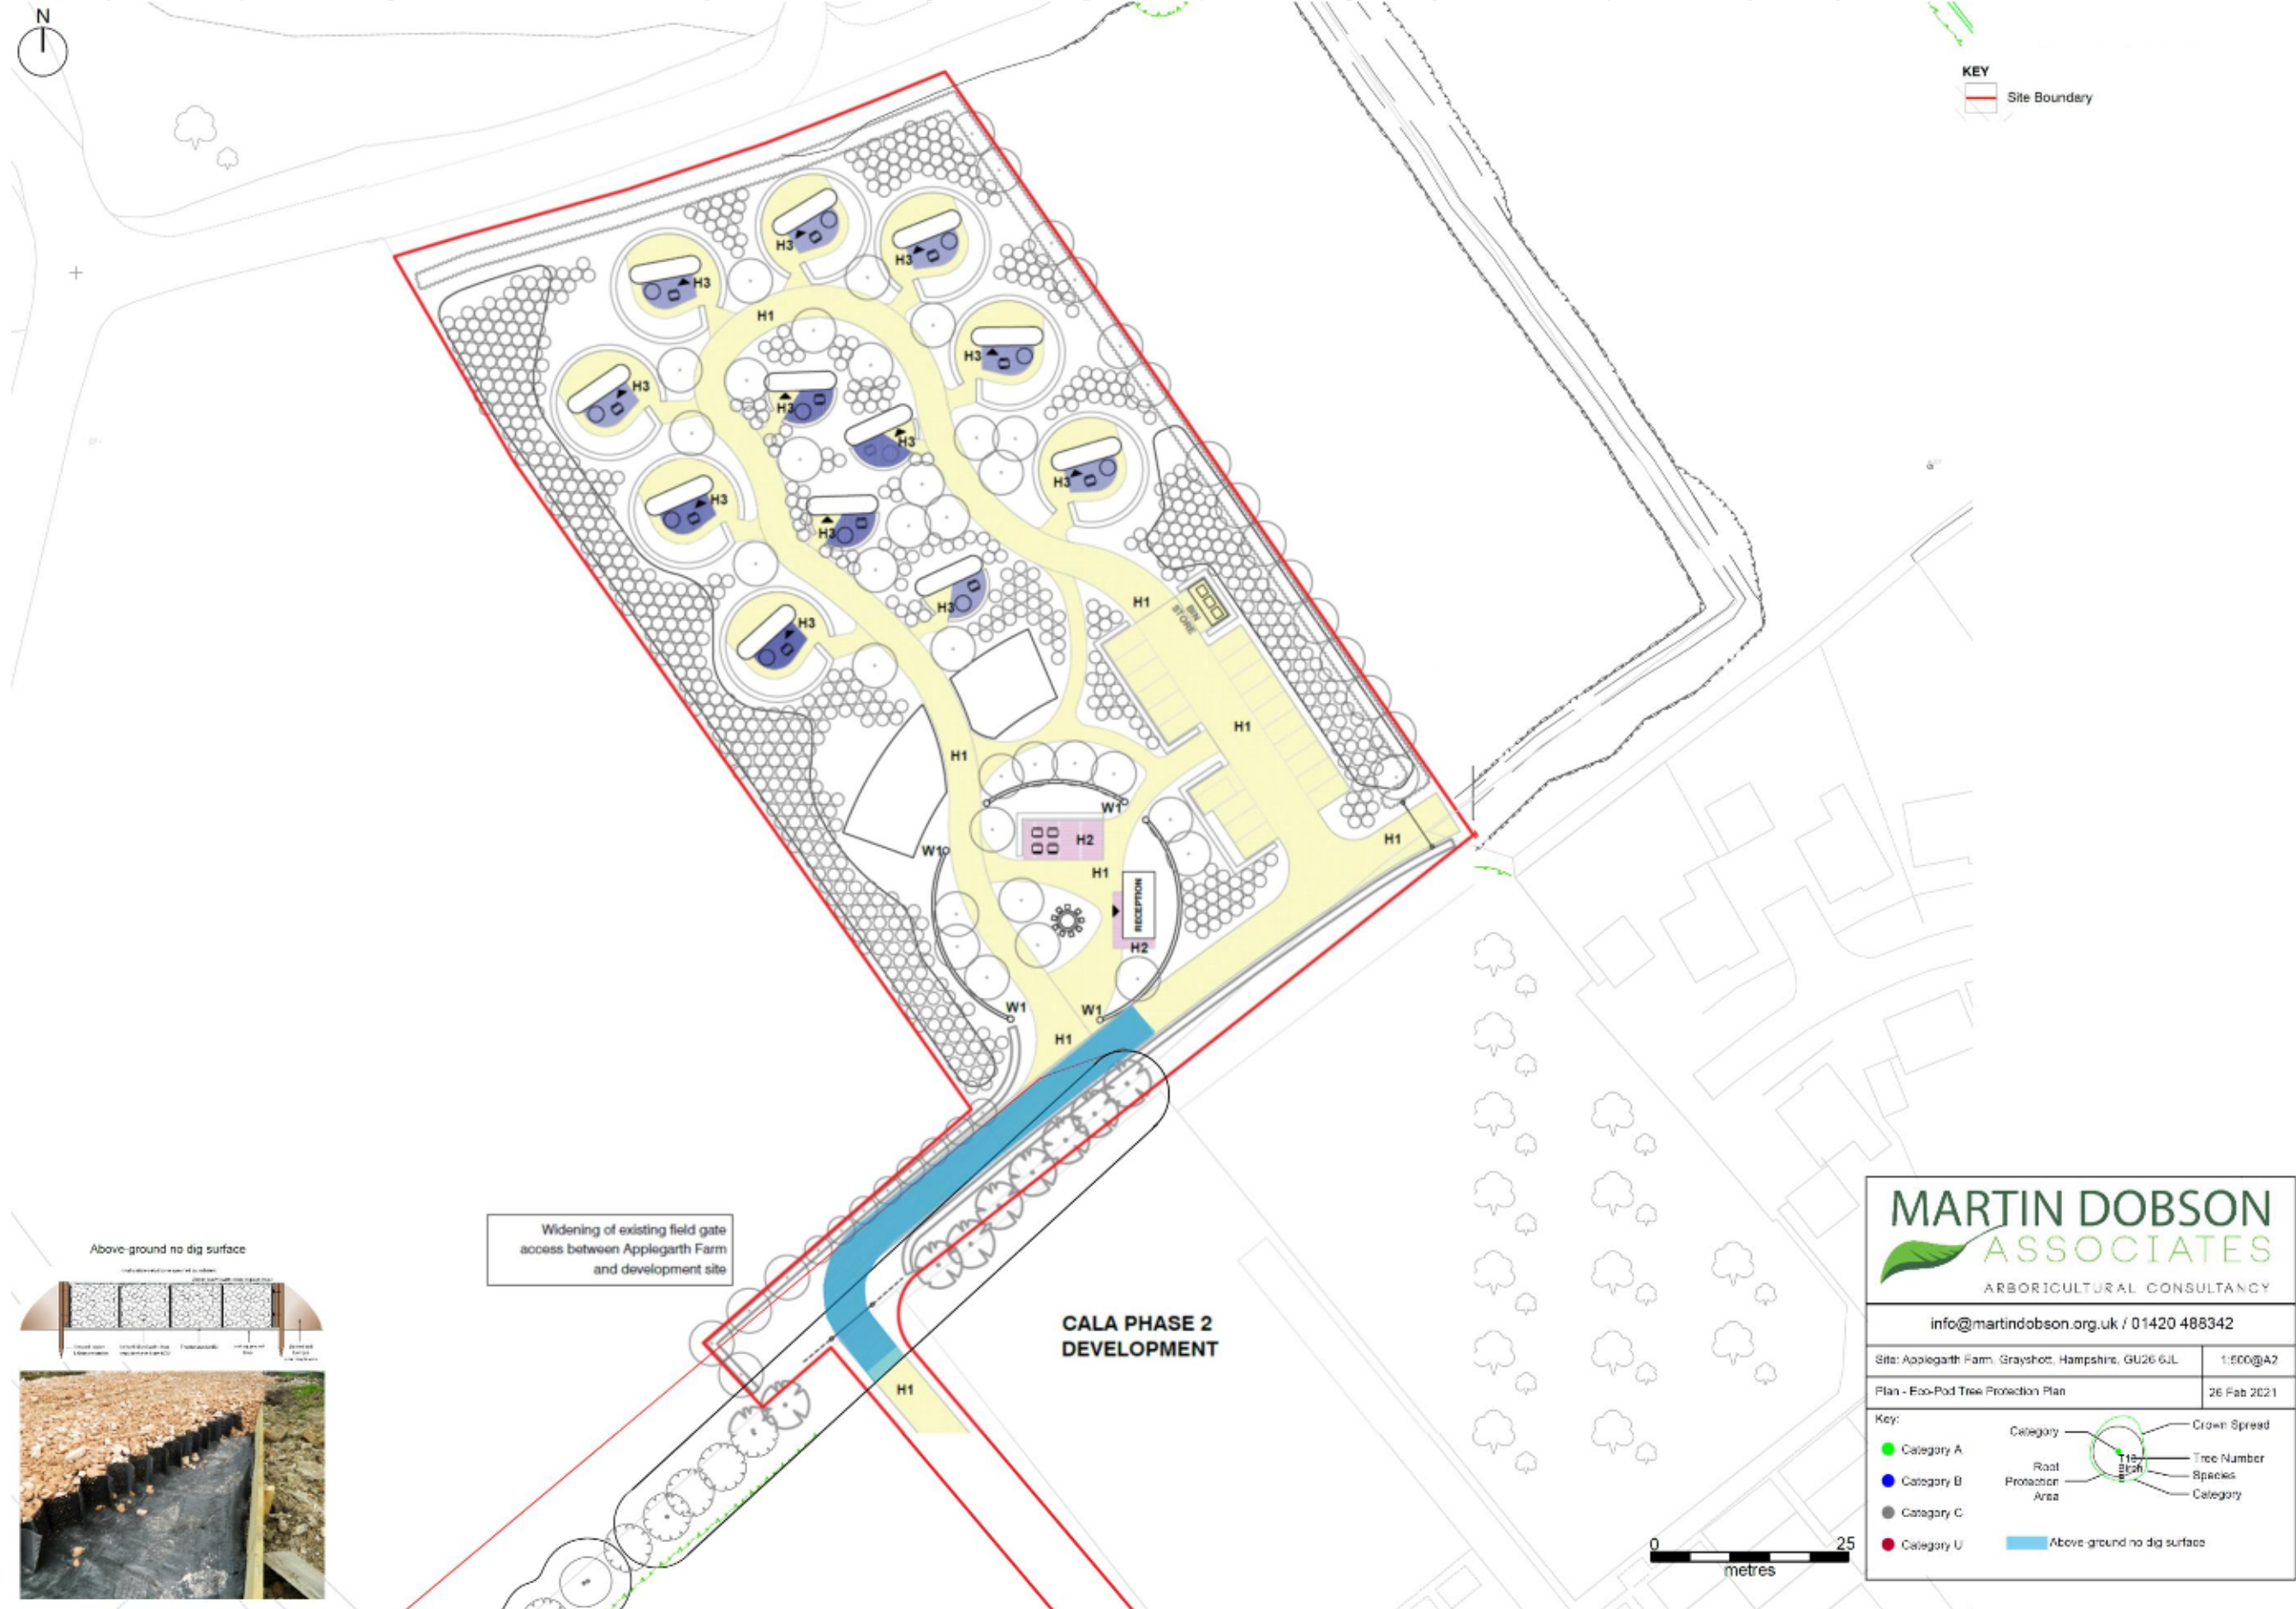 N
KEY
Site Boundary
H3
H3
H3
H3
H1
H3
H3
H3
H3
H3
H3
H3
H3
H3
H1
BIN
STORE
H1
H1
W1
H2
W1
H1
H1
RECEPTION
H2
W1
W1
H1
Widening of existing field gate
access between Applegarth Farm
and development site
Above-ground no dig surface
CALA PHASE 2
DEVELOPMENT
H1
MARTIN DOBSON
ASSOCIATES
ARBORICULTURAL CONSULTANCY
info@martindobson.org.uk / 01420 488342
Site: Applegarth Farm, Grayshott, Hampshire, GU26 6JL
1:500@A2
Plan - Eco-Pod Tree Protection Plan
26 Feb 2021
Key:
Category A
Category B
Category C
Category U
Category
Root
Protection
Area
Crown Spread
Tree Number
Species
Category
Above-ground no dig surface
0 25
metres